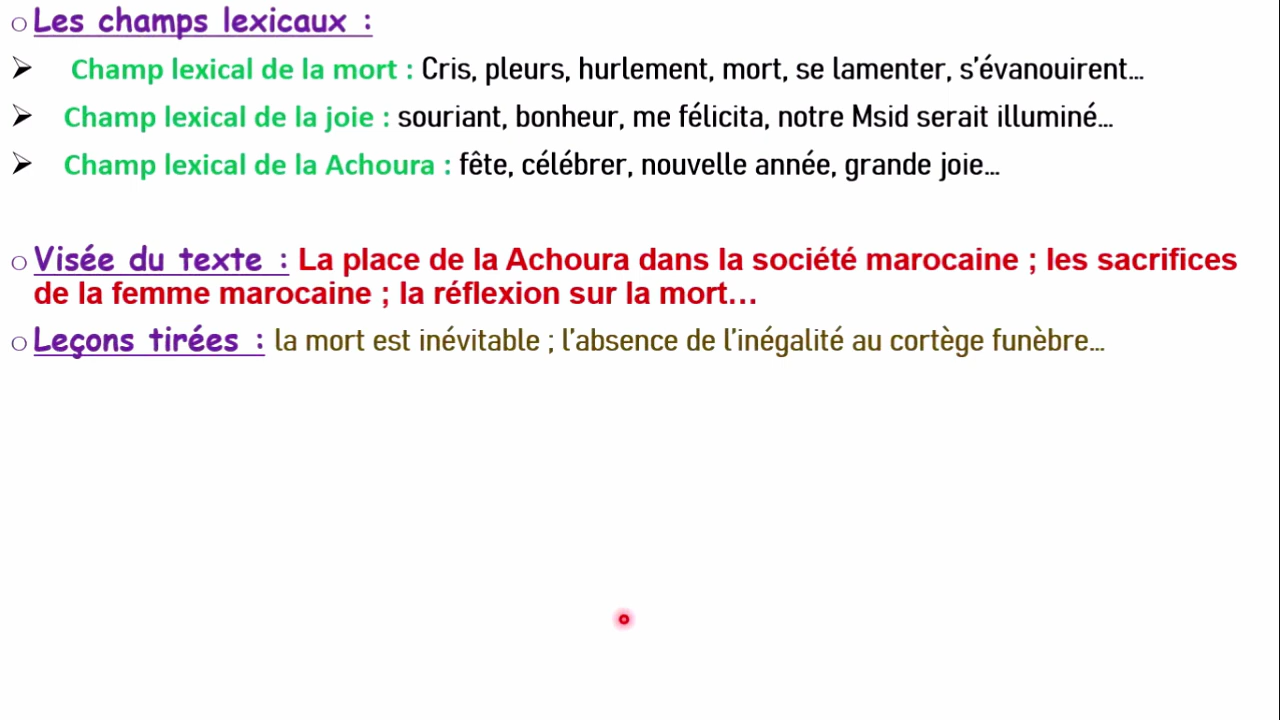 ○ Les champs lexicaux :
➢ Champ lexical de la mort : Cris, pleurs, hurlement, mort, se lamenter, s’évanouirent…
➢ Champ lexical de la joie : souriant, bonheur, me félicita, notre Msid serait illuminé…
➢ Champ lexical de la Achoura : fête, célébrer, nouvelle année, grande joie…
○ Visée du texte : La place de la Achoura dans la société marocaine ; les sacrifices
de la femme marocaine ; la réflexion sur la mort…
○ Leçons tirées : la mort est inévitable ; l’absence de l’inégalité au cortège funèbre…